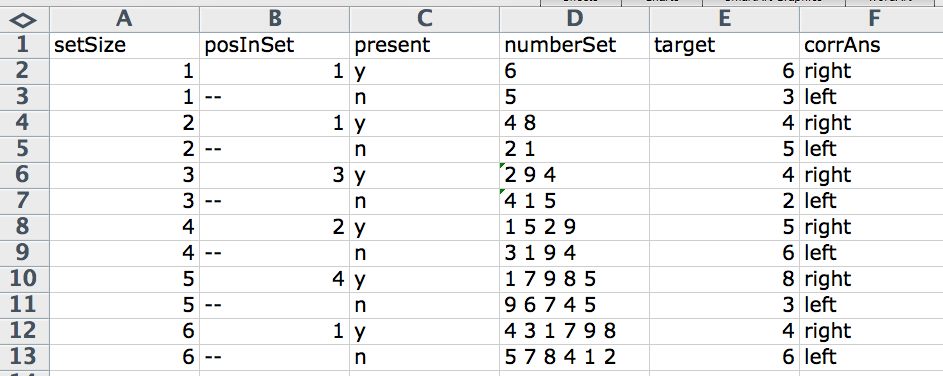 A B C D E F
1 setSize posInSet present numberSet target corrAns
2 1 1 y 6 6 right
3 1 -- n 5 3 left
4 2 1 y 4 8 4 right
5 2 -- n 2 1 5 left
6 3 3 y 2 9 4 4 right
7 3 -- n 4 1 5 2 left
8 4 2 y 1 5 2 9 5 right
9 4 -- n 3 1 9 4 6 left
10 5 4 y 1 7 9 8 5 8 right
11 5 -- n 9 6 7 4 5 3 left
12 6 1 y 4 3 1 7 9 8 4 right
13 6 -- n 5 7 8 4 1 2 6 left